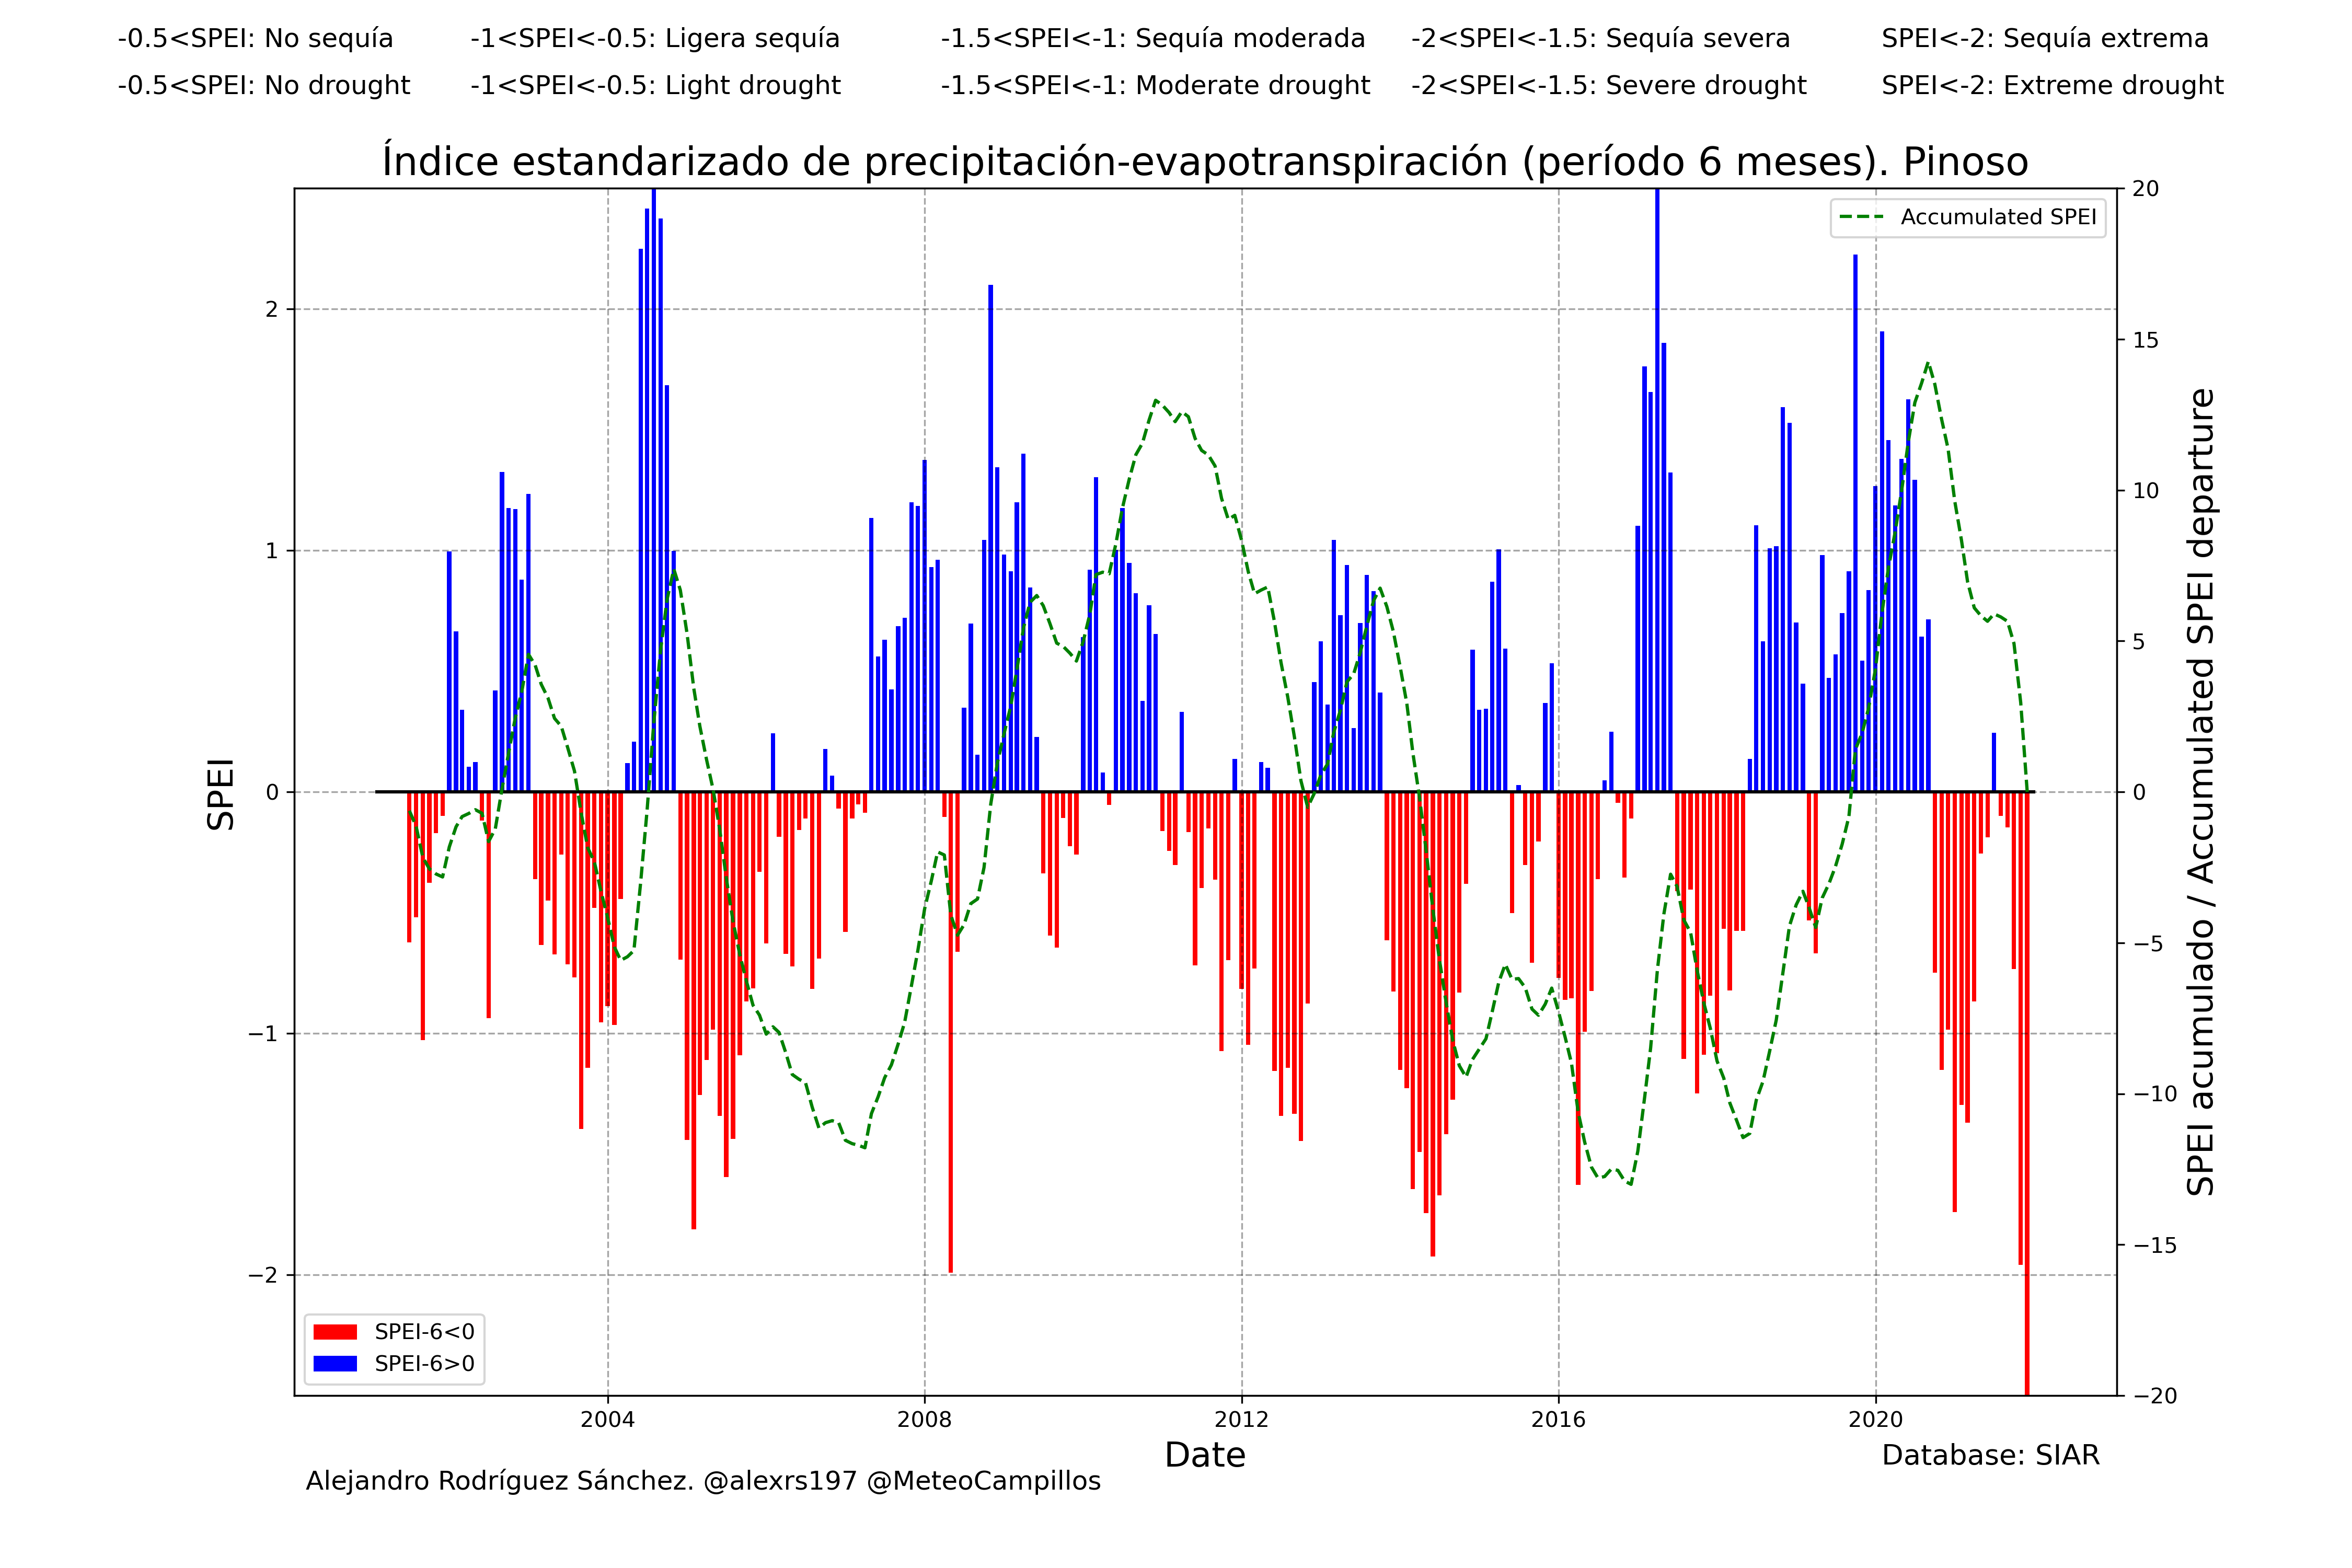 -0.5<SPEI: No sequía -1<SPEI<-0.5: Ligera sequía -1.5<SPEI<-1: Sequía moderada -2<SPEI<-1.5: Sequía severa SPEI<-2: Sequía extrema
-0.5<SPEI: No drought -1<SPEI<-0.5: Light drought -1.5<SPEI<-1: Moderate drought -2<SPEI<-1.5: Severe drought SPEI<-2: Extreme drought
Índice estandarizado de precipitación-evapotranspiración (período 6 meses). Pinoso
Accumulated SPEI
SPEI
2
1
0
−1
−2
20
15
10
5
0
−5
−10
−15
−20
SPEI acumulado / Accumulated SPEI departure
SPEI-6<0
SPEI-6>0
2004 2008 2012 2016 2020
Date
Database: SIAR
Alejandro Rodríguez Sánchez. @alexrs197 @MeteoCampillos